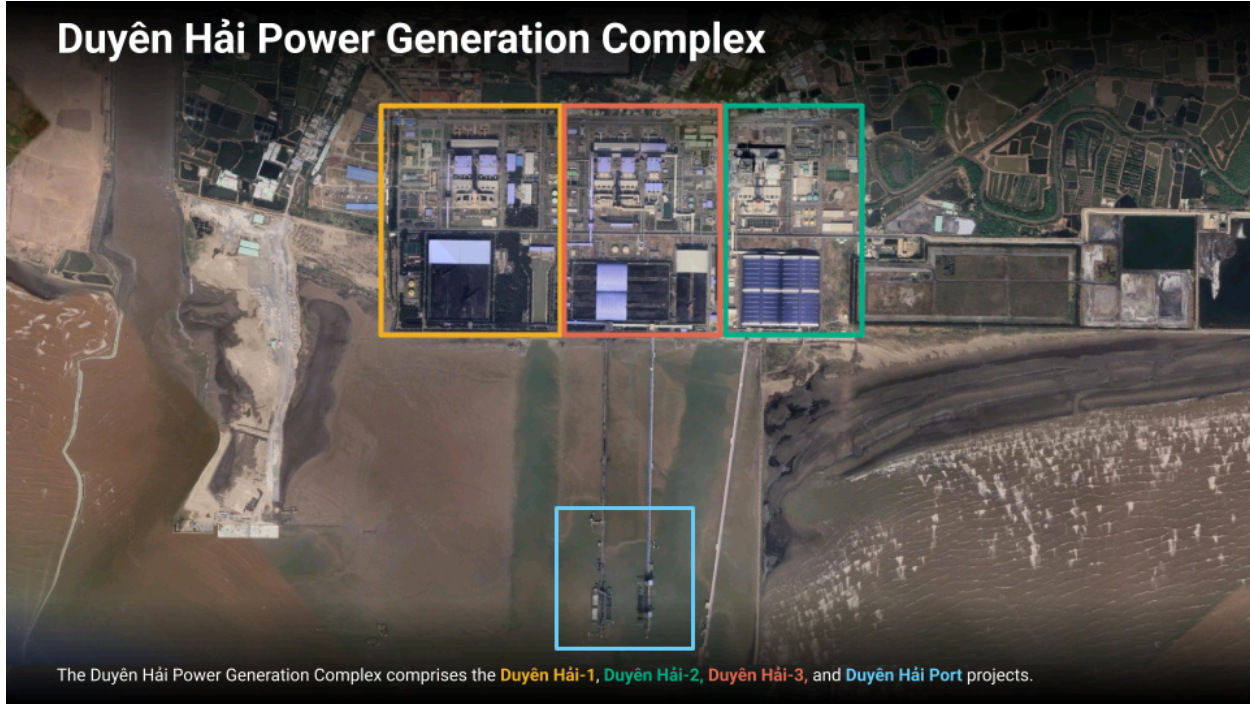 Duyên Hải Power Generation Complex
The Duyên Hải Power Generation Complex comprises the Duyên Hải-1, Duyên Hải-2, Duyên Hải-3, and Duyên Hải Port projects.